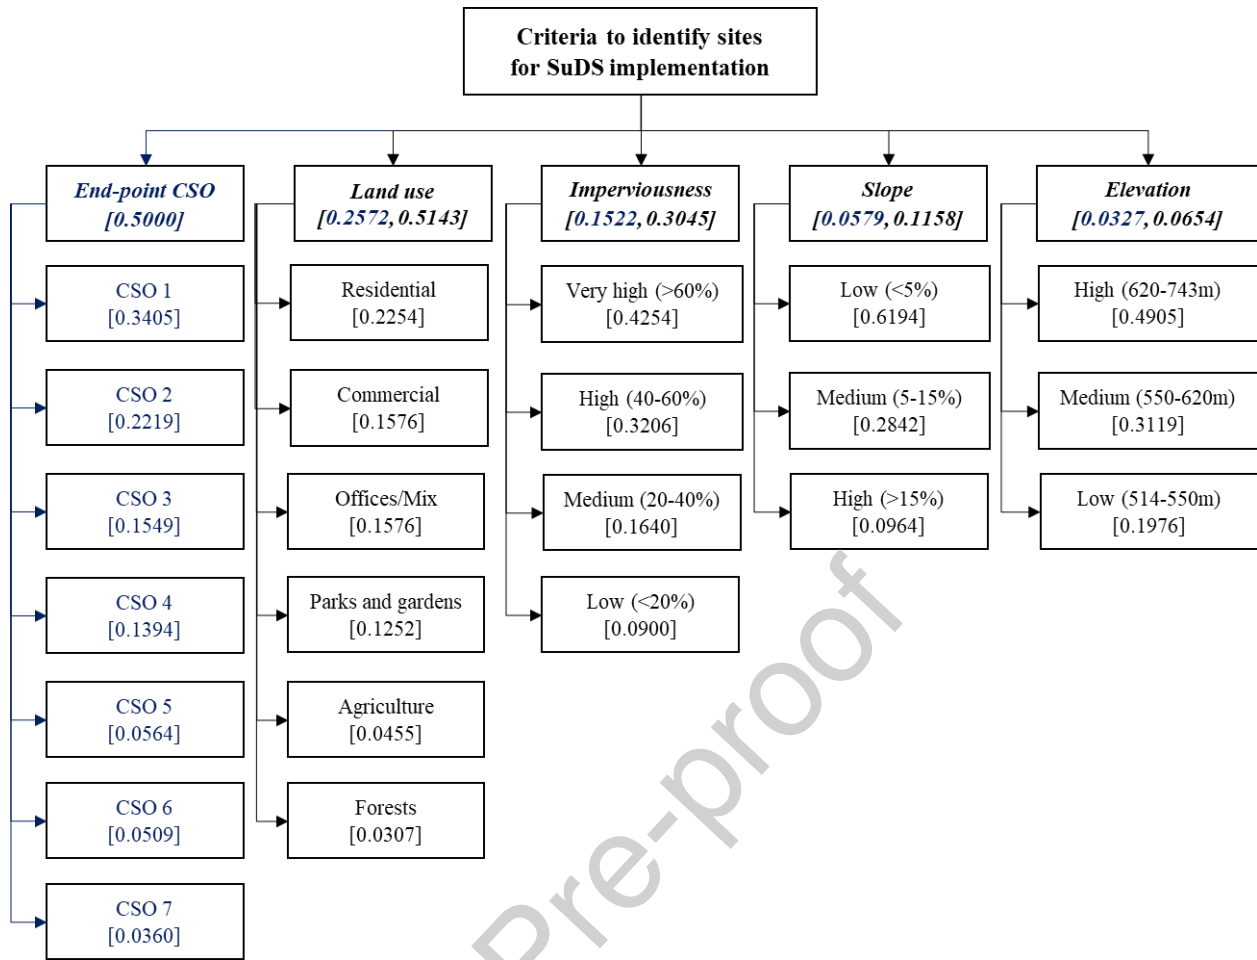 Criteria to identify sites
for SuDS implementation
End-point CSO
[0.5000]
CSO 1
[0.3405]
CSO 2
[0.2219]
CSO 3
[0.1549]
CSO 4
[0.1394]
CSO 5
[0.0564]
CSO 6
[0.0509]
CSO 7
[0.0360]
Land use
[0.2572, 0.5143]
Residential
[0.2254]
Commercial
[0.1576]
Offices/Mix
[0.1576]
Parks and gardens
[0.1252]
Agriculture
[0.0455]
Forests
[0.0307]
Imperviousness
[0.1522, 0.3045]
Very high (>60%)
[0.4254]
High (40-60%)
[0.3206]
Medium (20-40%)
[0.1640]
Low (<20%)
[0.0900]
Slope
[0.0579, 0.1158]
Low (<5%)
[0.6194]
Medium (5-15%)
[0.2842]
High (>15%)
[0.0964]
Elevation
[0.0327, 0.0654]
High (620-743m)
[0.4905]
Medium (550-620m)
[0.3119]
Low (514-550m)
[0.1976]
Pre-proof